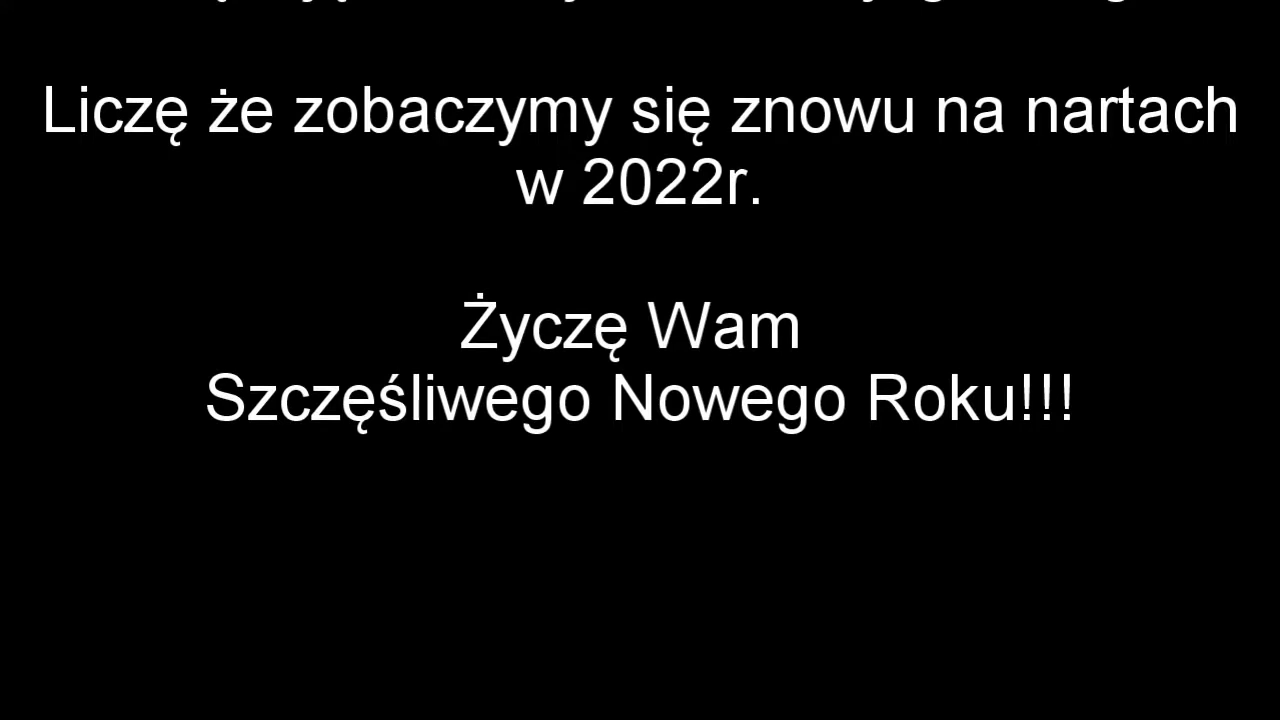 Liczę że zobaczymy się znowu na nartach
w 2022r.
Życzę Wam
Szczęśliwego Nowego Roku!!!